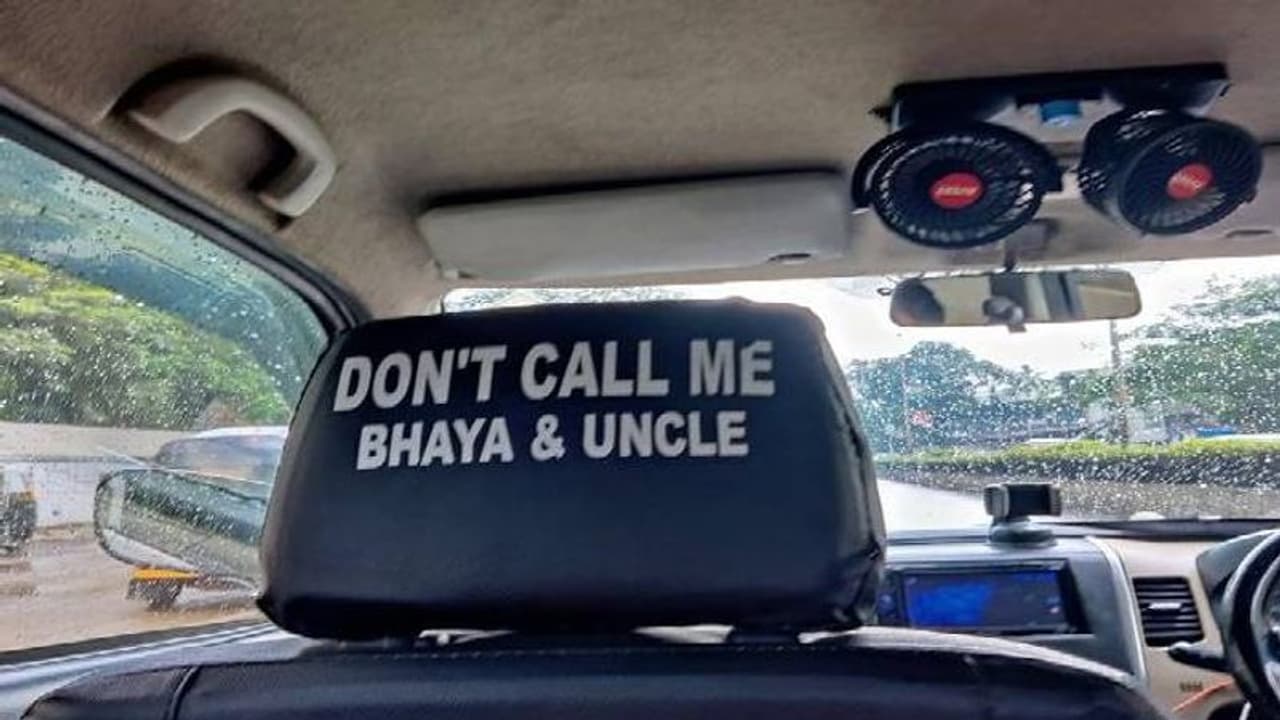 DON'T CALL ME
BHAYA & UNCLE